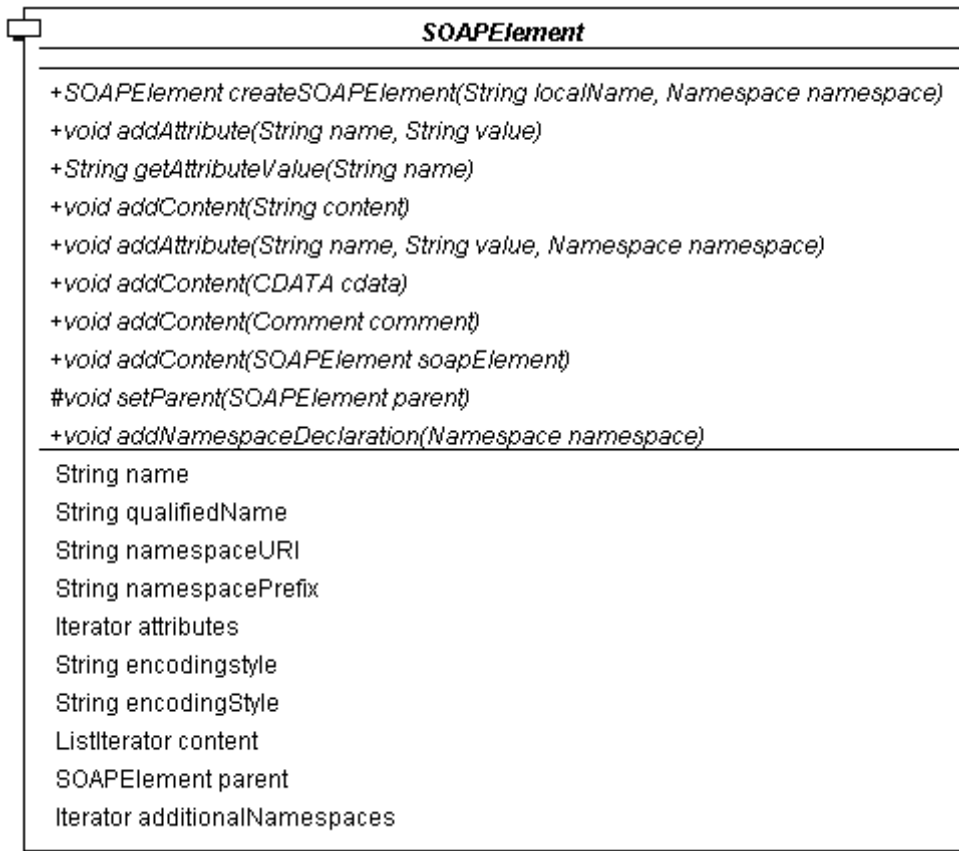 SOAPElement
+SOAPElement createSOAPElement(String localName, Namespace namespace)
+void addAttribute(String name, String value)
+String getAttributeValue(String name)
+void addContent(String content)
+void addAttribute(String name, String value, Namespace namespace)
+void addContent(CDATA cdata)
+void addContent(Comment comment)
+void addContent(SOAPElement soapElement)
#void setParent(SOAPElement parent)
+void addNamespaceDeclaration(Namespace namespace)
String name
String qualifiedName
String namespaceURI
String namespacePrefix
Iterator attributes
String encodingstyle
String encodingStyle
ListIterator content
SOAPElement parent
Iterator additionalNamespaces